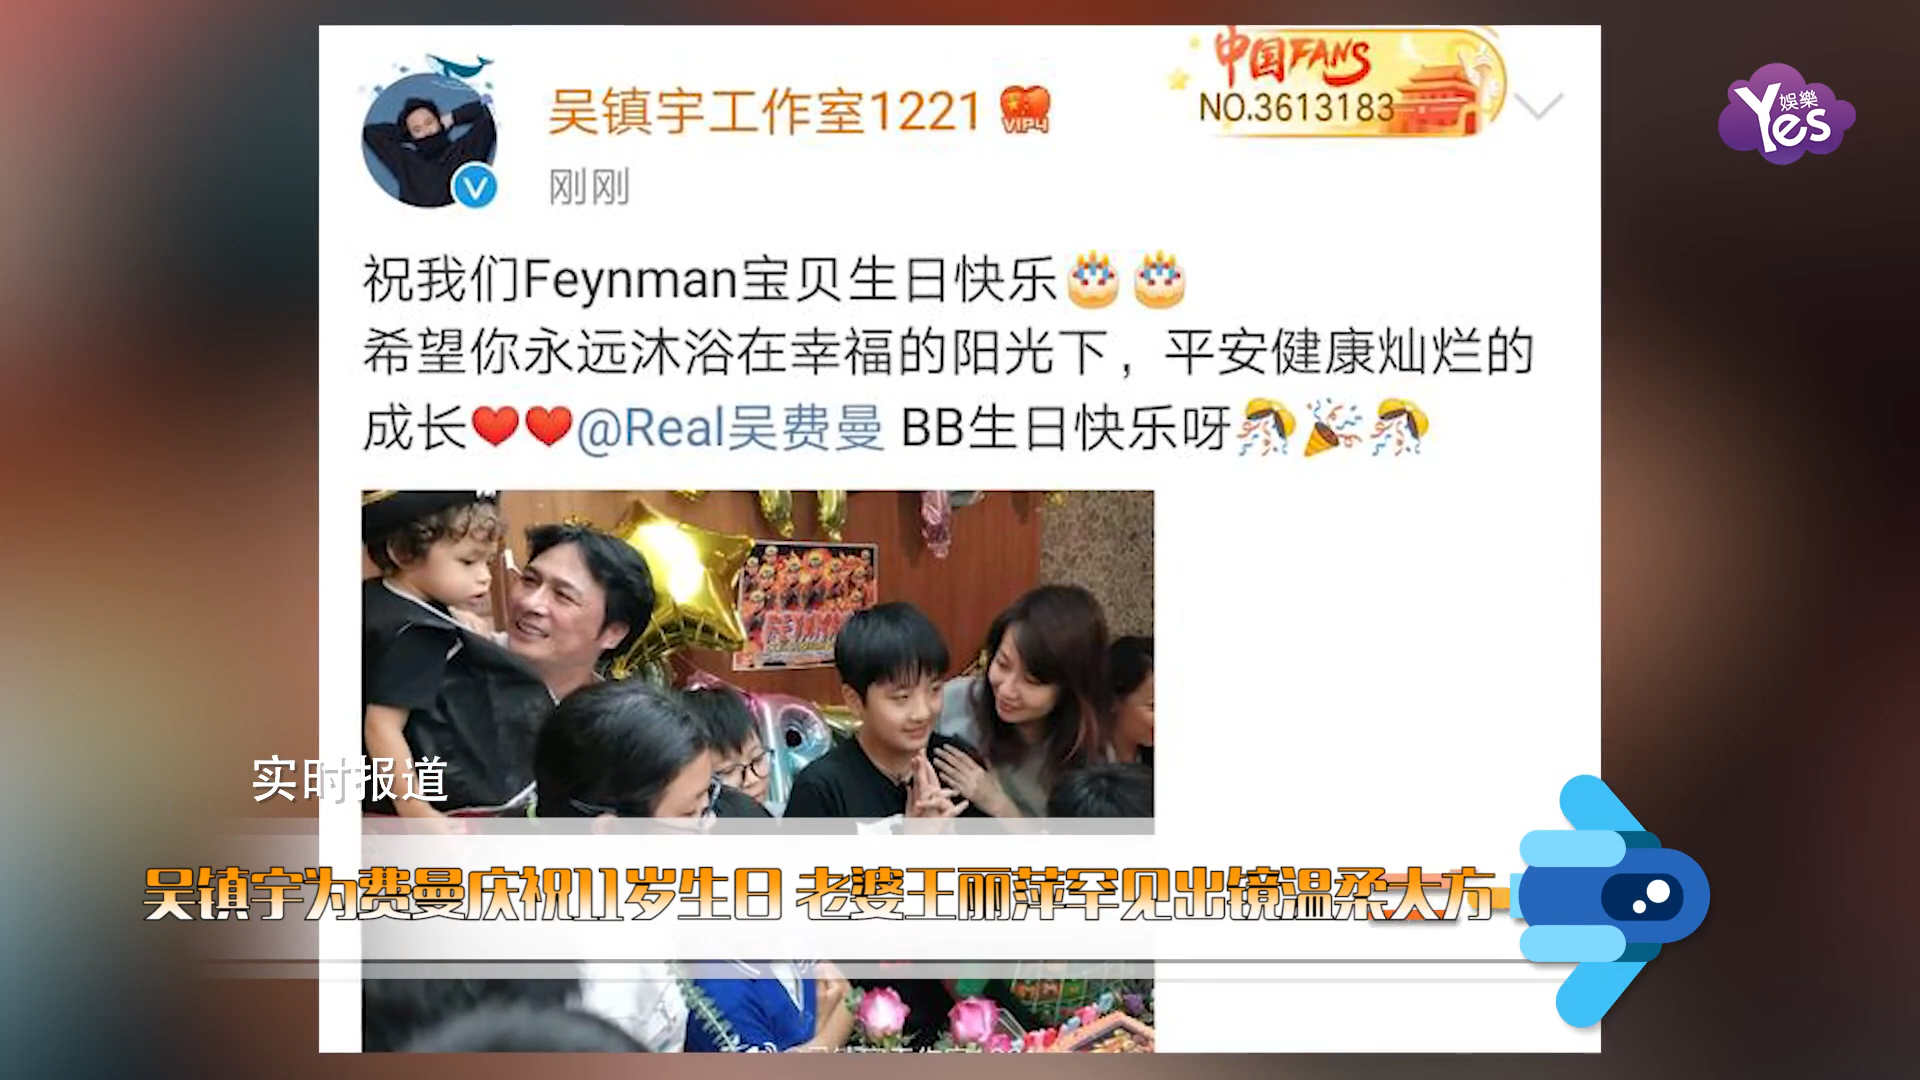 中国FANS
吴镇宇工作室1221
VIP4
NO.3613183
刚刚
娱樂
Yes
祝我们Feynman宝贝生日快乐
希望你永远沐浴在幸福的阳光下，平安健康灿烂的
成长@Real吴费曼 BB生日快乐呀
实时报道
吴镇宇为费曼庆祝11岁生日 老婆王丽萍罕见出镜温柔大方